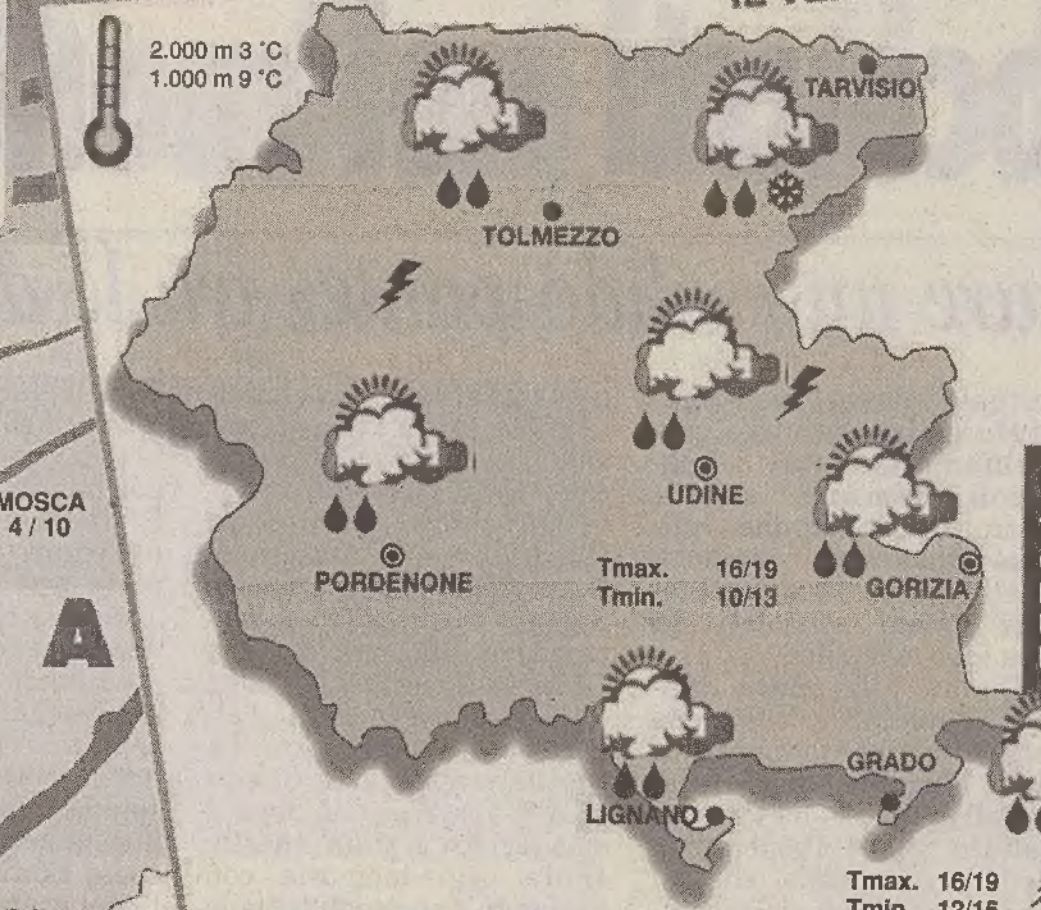 2.000 m 3 °C
1.000 m 9 °C
TARVISIO
TOLMEZZO
MOSCA
4 / 10
UDINE
PORDENONE
Tmax. 16/19
Tmin. 10/13
GORIZIA
A
GRADO
LIGNANO
Tmax. 16/19
Tmin.